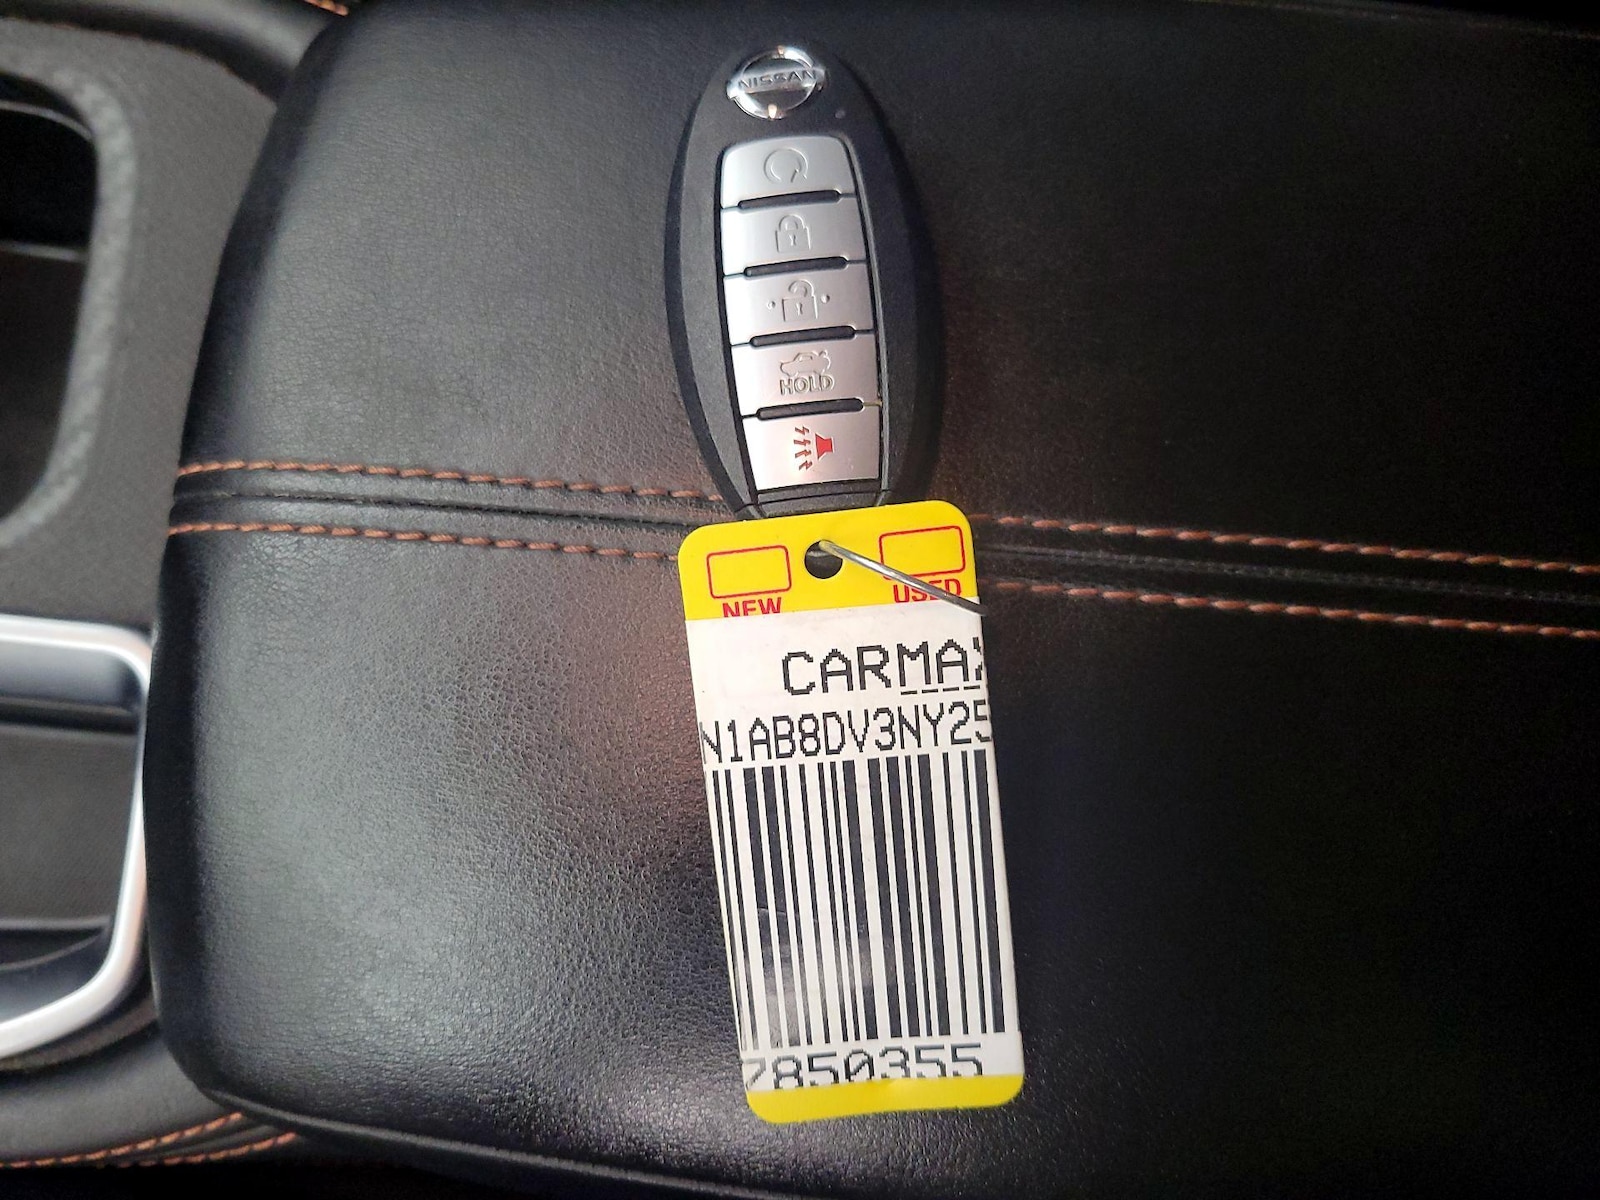 NISSAN
HOLD
NEW
USED
CARMAX
N1AB8DV3NY25
7850355